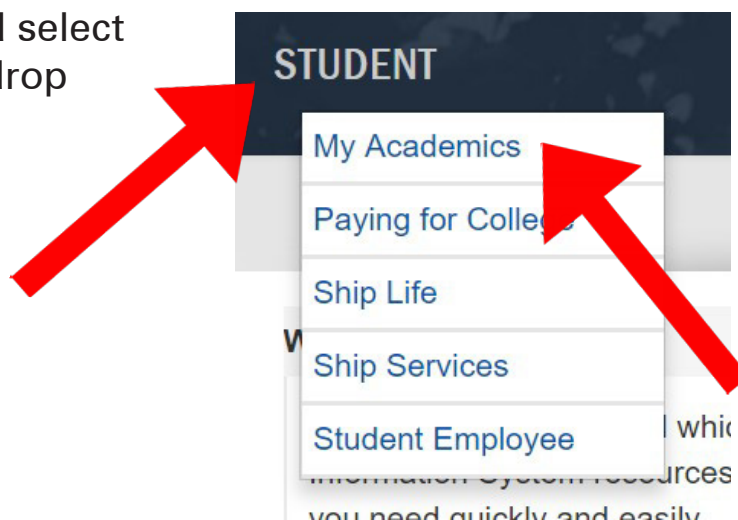 l select
drop
STUDENT
My Academics
Paying for College
Ship Life
Ship Services
Student Employee
Information System resources
you need quickly and easily